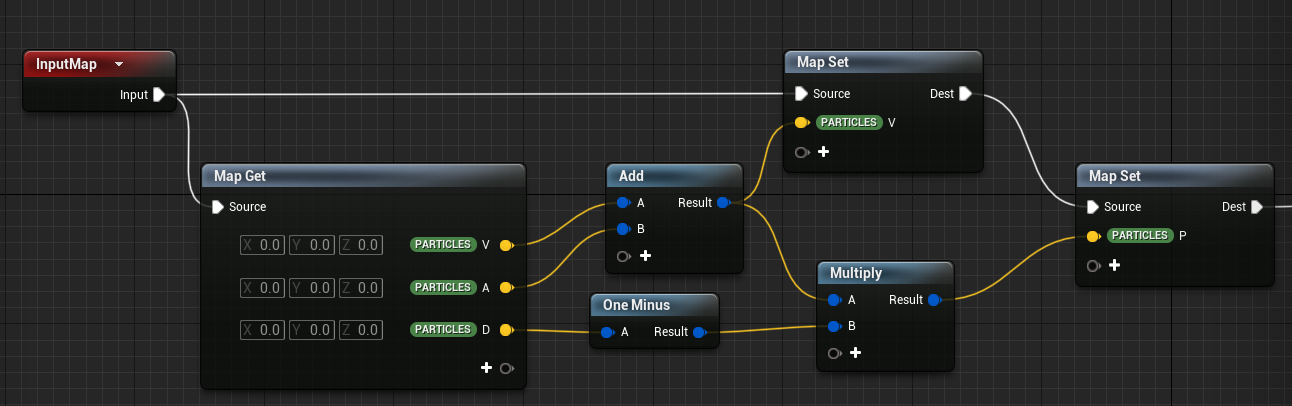 InputMap
Input
Map Set
Source Dest
PARTICLES V
Map Get
Source
X 0.0 Y 0.0 Z 0.0 PARTICLES V
X 0.0 Y 0.0 Z 0.0 PARTICLES A
X 0.0 Y 0.0 Z 0.0 PARTICLES D
Add
A Result
B
One Minus
A Result
Multiply
A Result
B
Map Set
Source Dest
PARTICLES P